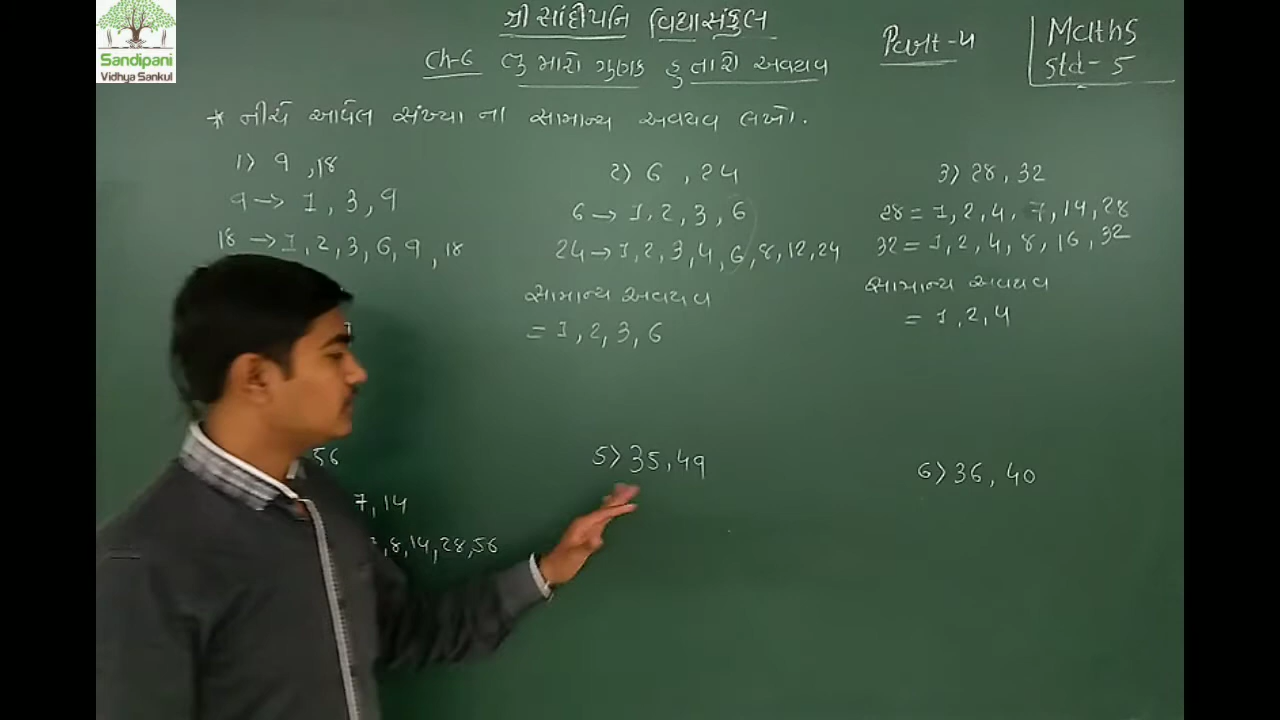 Sandipani
Vidhya Sankul
શ્રી સાંદીપનિ વિદ્યાસંકુલ
Part-4
Maths
Std-5
Ch-6 તુ મારો ગુણક હું તારો અવયવ
* નીચે આપેલ સંખ્યા ના સામાન્ય અવયવ લખો.
1> 9, 18
9 → 1, 3, 9
18 → 1, 2, 3, 6, 9, 18
2> 6, 24
6 → 1, 2, 3, 6
24 → 1, 2, 3, 4, 6, 8, 12, 24
સામાન્ય અવયવ
= 1, 2, 3, 6
3> 28, 32
28 = 1, 2, 4, 7, 14, 28
32 = 1, 2, 4, 8, 16, 32
સામાન્ય અવયવ
= 1, 2, 4
56
7, 14
, 8, 14, 28, 56
5> 35, 49
6> 36, 40